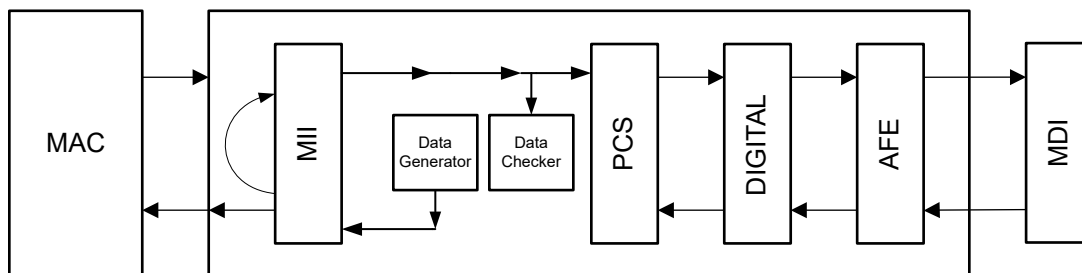 MAC
MII
Data
Generator
Data
Checker
PCS
DIGITAL
AFE
MDI